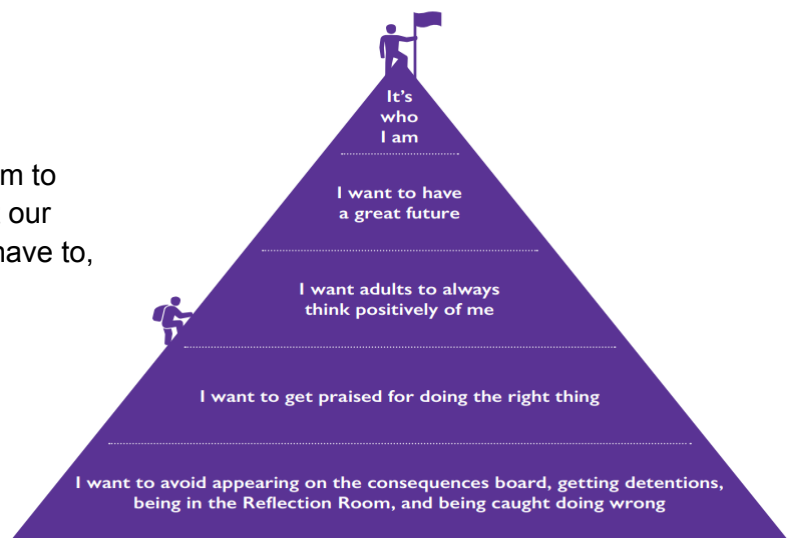 m to
our
have to,
It's
who
I am
I want to have
a great future
I want adults to always
think positively of me
I want to get praised for doing the right thing
I want to avoid appearing on the consequences board, getting detentions,
being in the Reflection Room, and being caught doing wrong